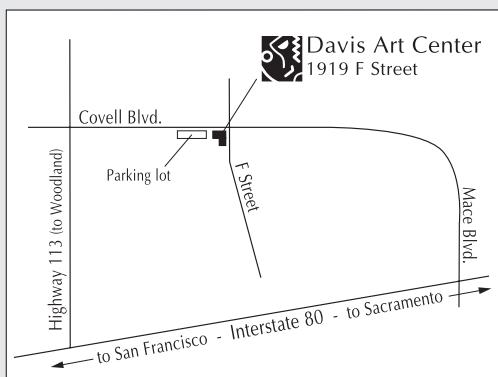 Davis Art Center
1919 F Street
Covell Blvd.
Parking lot
F Street
Highway 113 (to Woodland)
Mace Blvd.
to San Francisco - Interstate 80 - to Sacramento